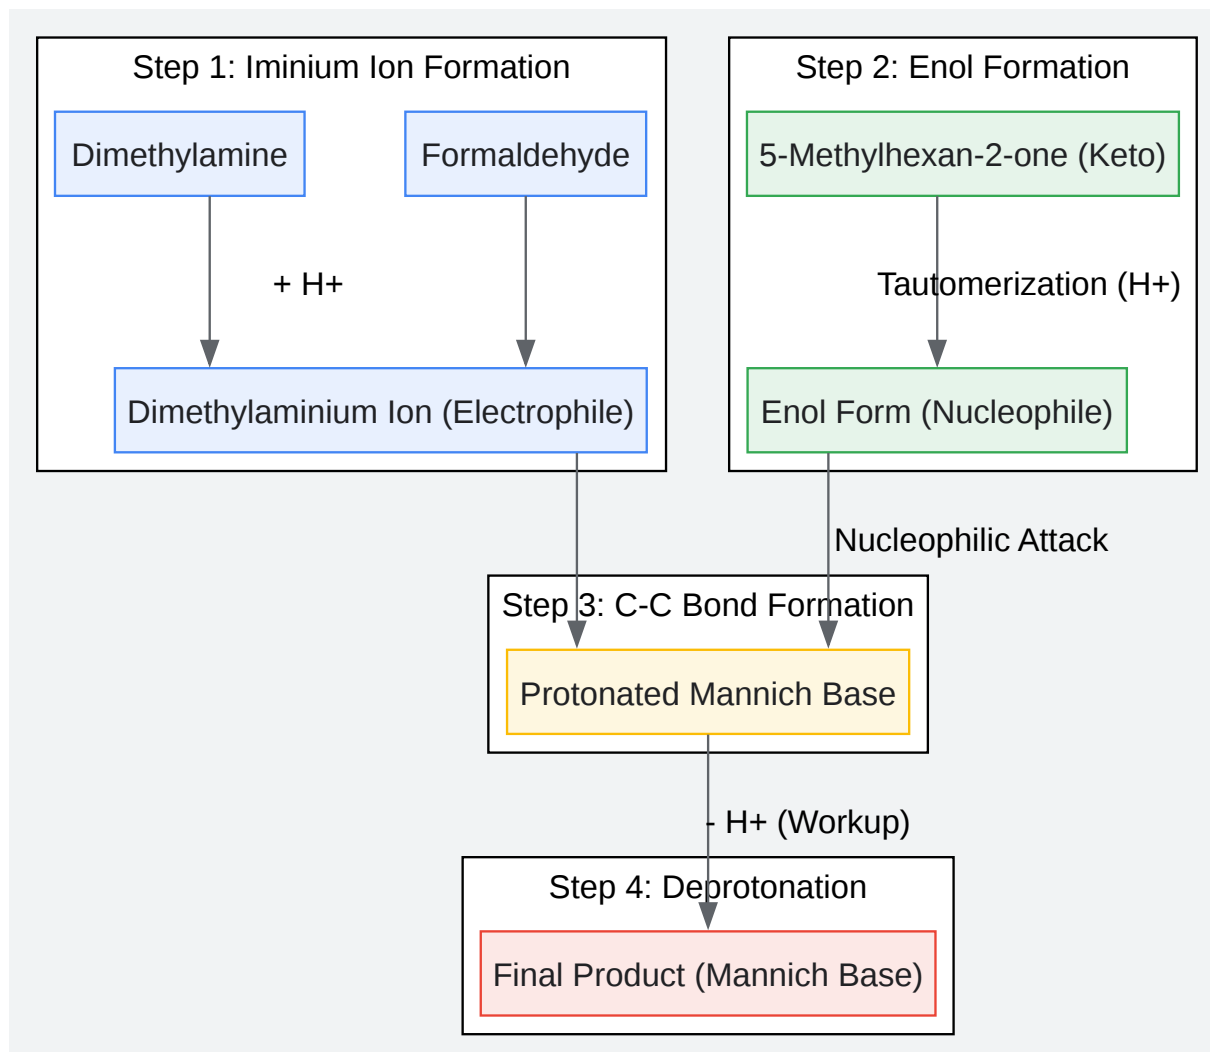 Step 1: Iminium Ion Formation
Dimethylamine
Formaldehyde
+ H+
Dimethylaminium Ion (Electrophile)
Step 2: Enol Formation
5-Methylhexan-2-one (Keto)
Tautomerization (H+)
Enol Form (Nucleophile)
Nucleophilic Attack
Step 3: C-C Bond Formation
Protonated Mannich Base
- H+ (Workup)
Step 4: Deprotonation
Final Product (Mannich Base)